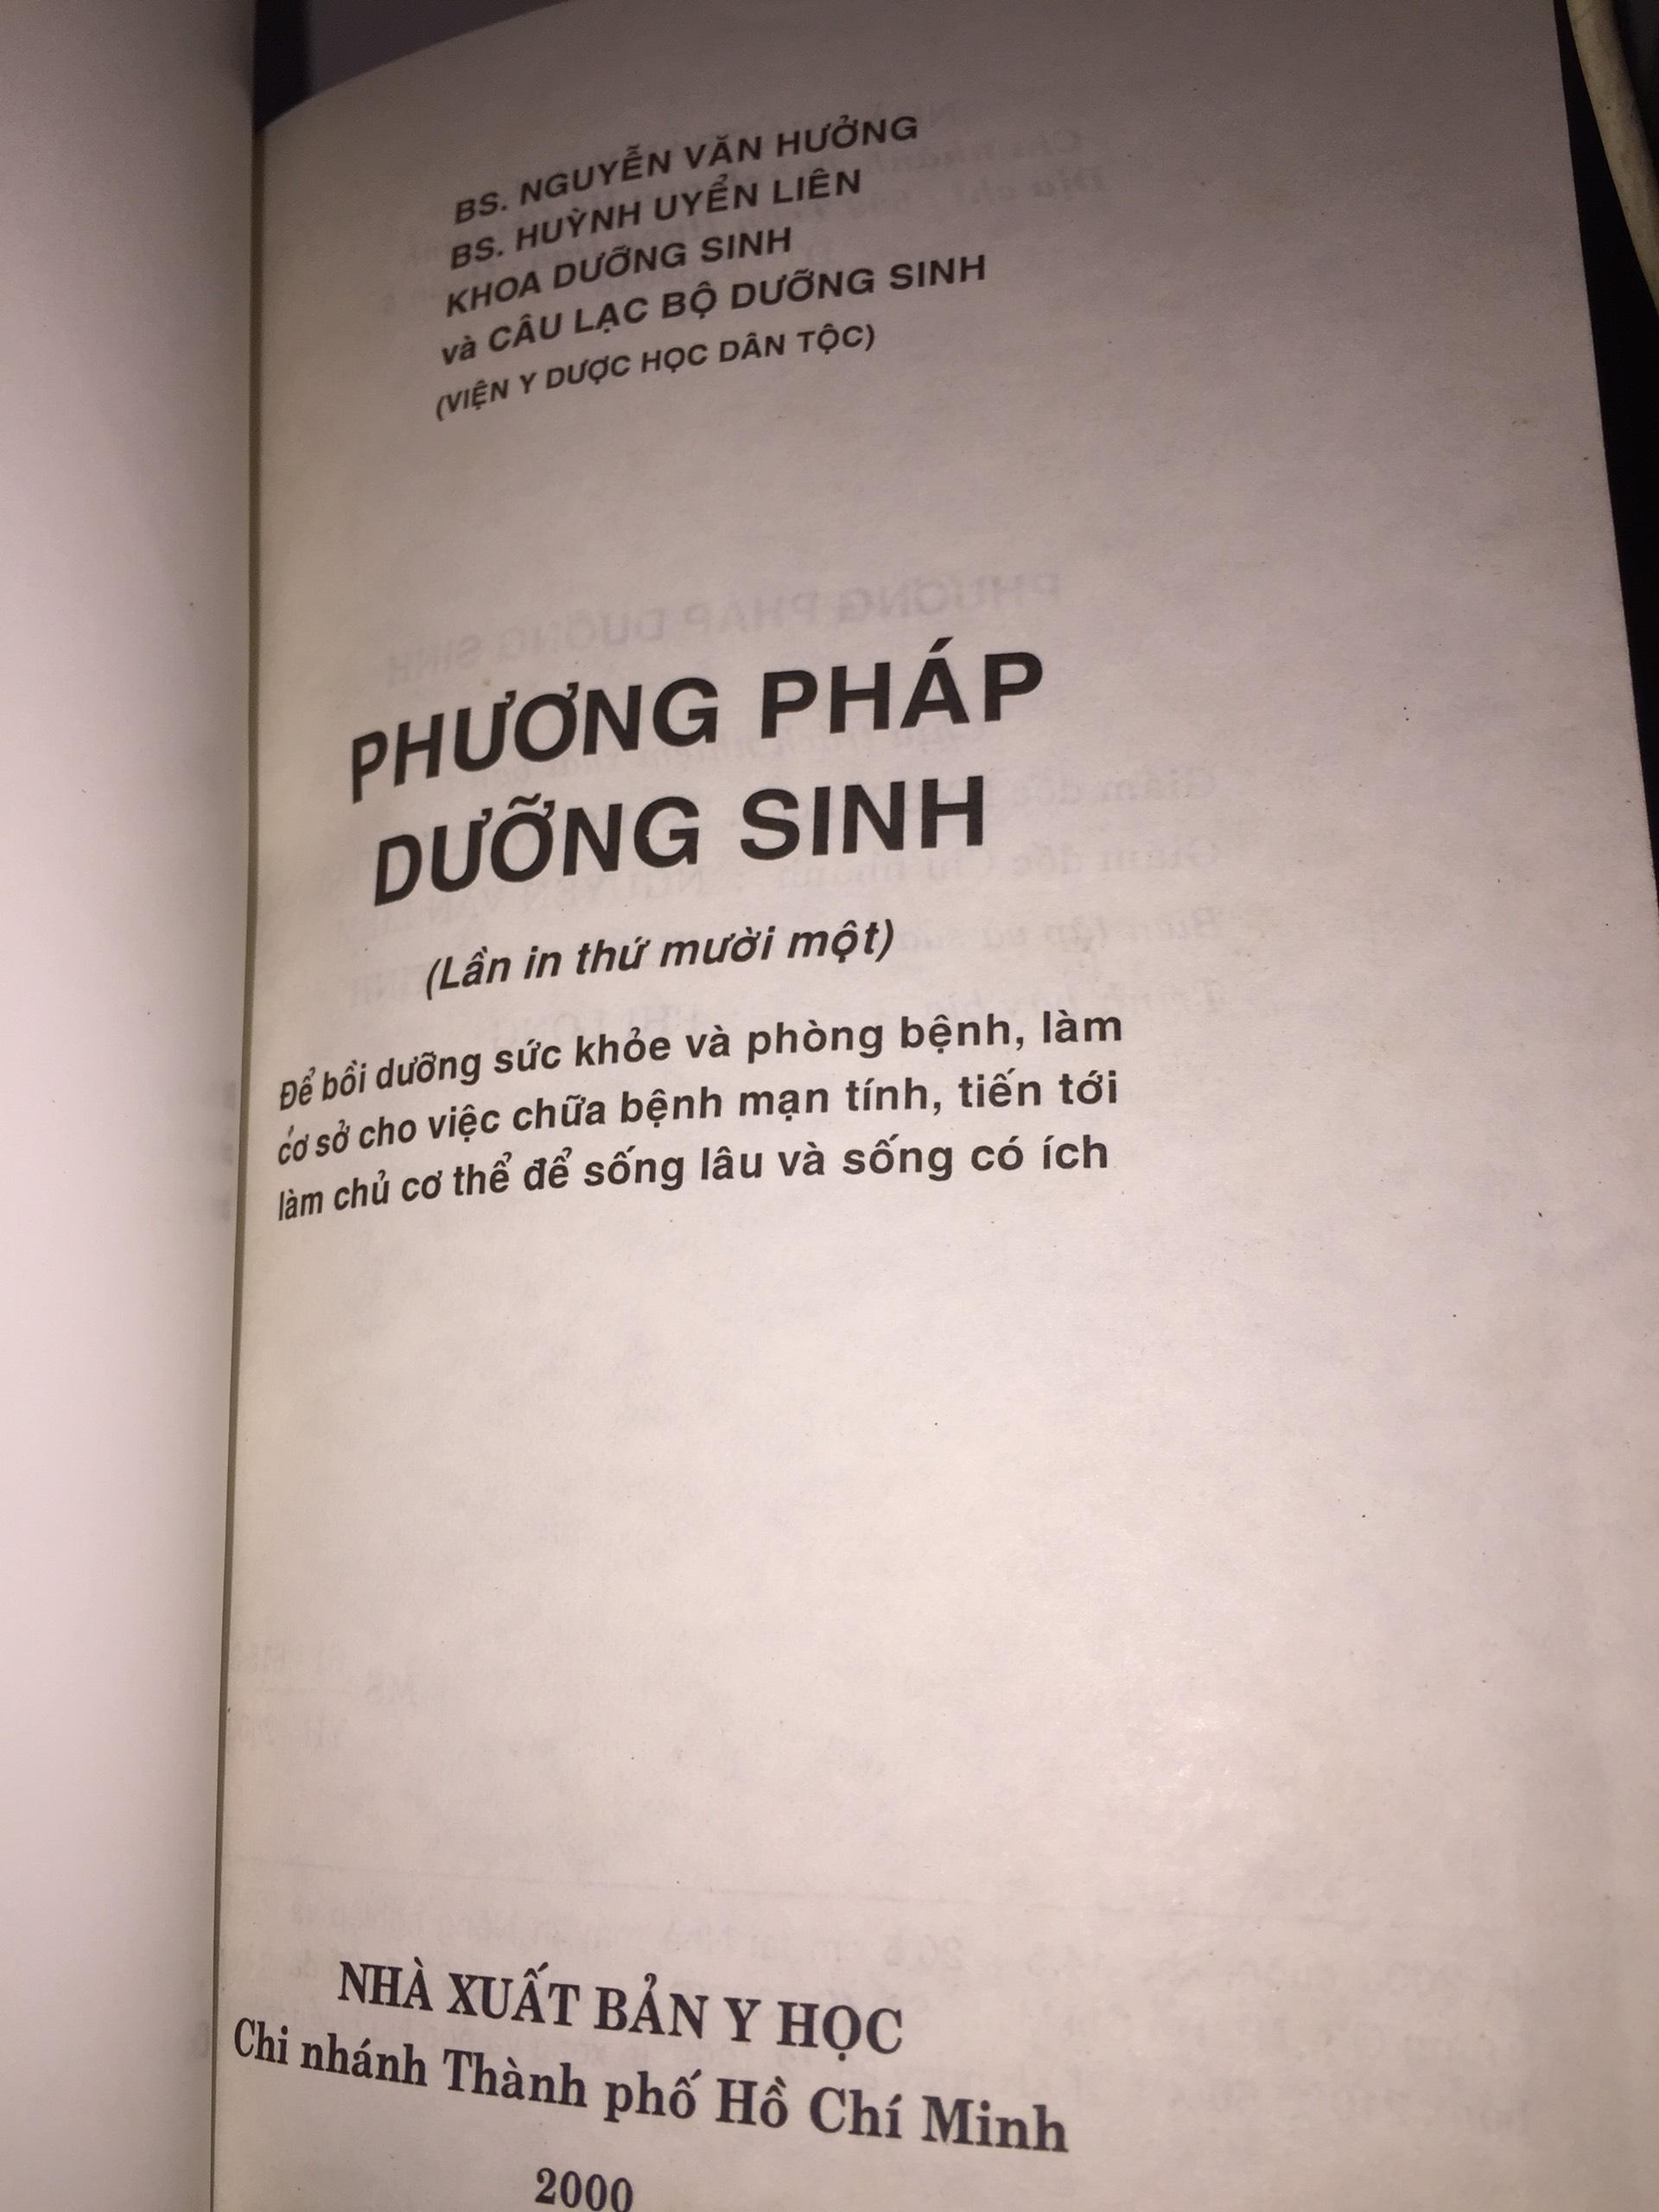 BS. NGUYỄN VĂN HƯỞNG
BS. HUỲNH UYỂN LIÊN
KHOA DƯỠNG SINH
và CÂU LẠC BỘ DƯỠNG SINH
(VIỆN Y DƯỢC HỌC DÂN TỘC)
PHƯƠNG PHÁP
DƯỠNG SINH
(Lần in thứ mười một)
Để bồi dưỡng sức khỏe và phòng bệnh, làm
cơ sở cho việc chữa bệnh mạn tính, tiến tới
làm chủ cơ thể để sống lâu và sống có ích
NHÀ XUẤT BẢN Y HỌC
Chi nhánh Thành phố Hồ Chí Minh
2000